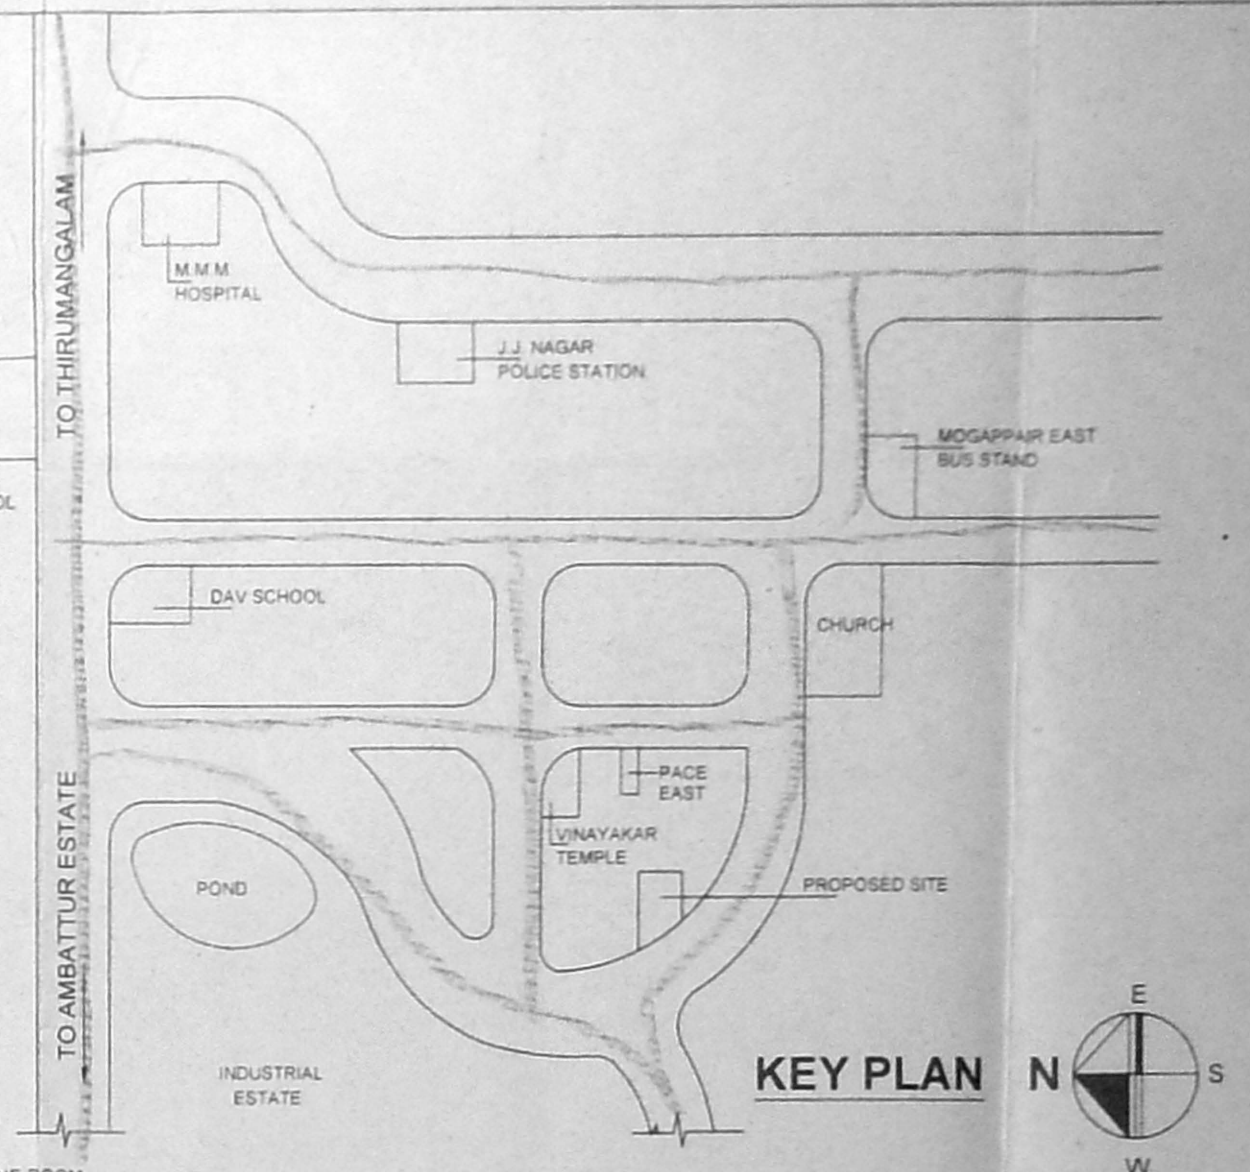 TO THIRUMANGALAM
M.M.M
HOSPITAL
J.J. NAGAR
POLICE STATION
MOGAPPAIR EAST
BUS STAND
DAV SCHOOL
CHURCH
PACE
EAST
VINAYAKAR
TEMPLE
PROPOSED SITE
POND
TO AMBATTUR ESTATE
INDUSTRIAL
ESTATE
KEY PLAN
E
N
S
W